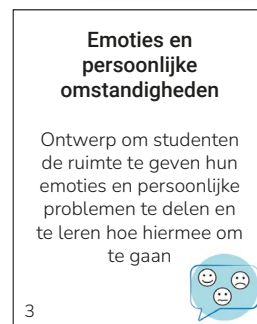 Emoties en
persoonlijke
omstandigheden
Ontwerp om studenten
de ruimte te geven hun
emoties en persoonlijke
problemen te delen en
te leren hoe hiermee om
te gaan
3